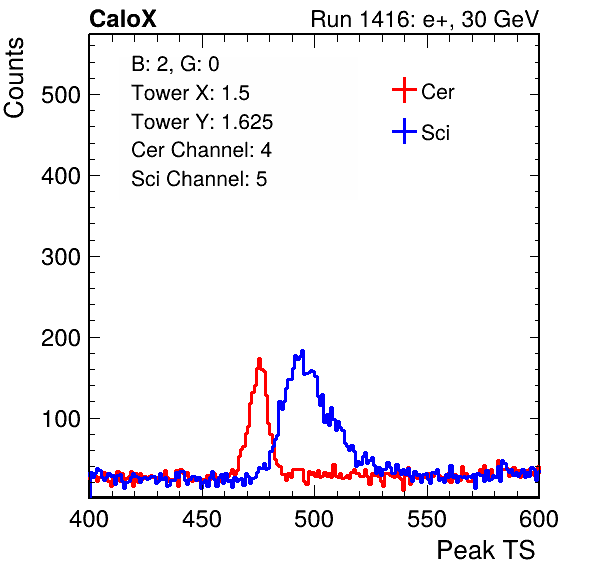 CaloX Run 1416: e+, 30 GeV
Counts
B: 2, G: 0
Tower X: 1.5
Tower Y: 1.625
Cer Channel: 4
Sci Channel: 5
Cer
Sci
500
400
300
200
100
400 450 500 550 600
Peak TS